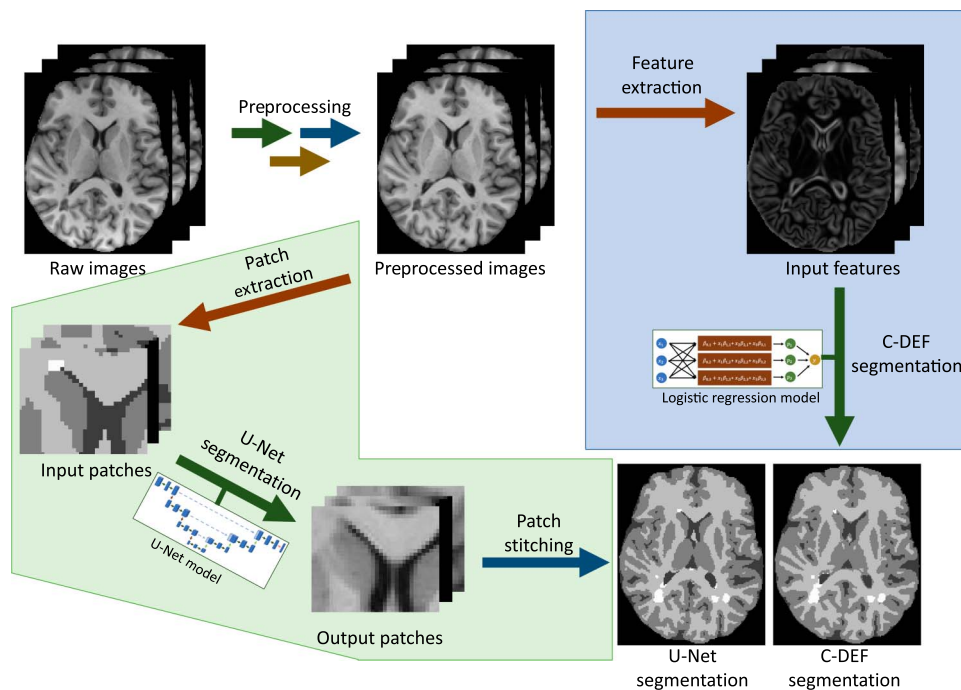 Preprocessing
Raw images
Preprocessed images
Feature
extraction
Input features
C-DEF
segmentation
Logistic regression model
Patch
extraction
Input patches
U-Net
segmentation
U-Net model
Output patches
Patch
stitching
U-Net
segmentation
C-DEF
segmentation